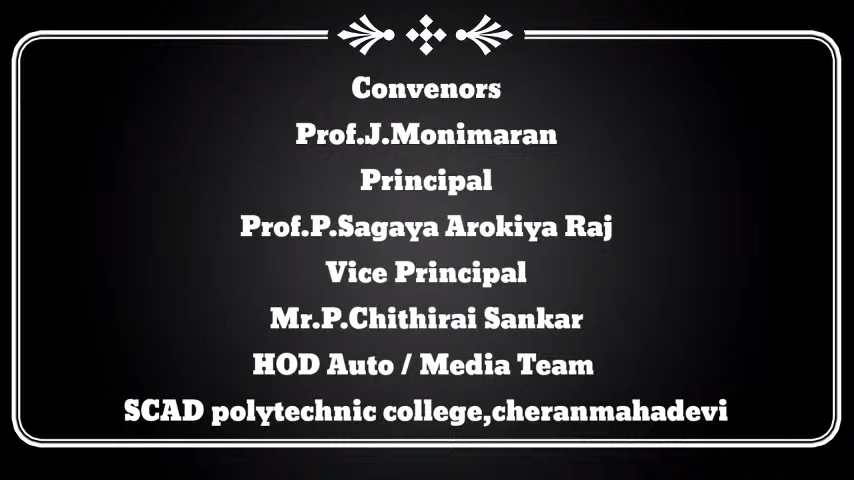 Convenors
Prof.J.Monimaran
Principal
Prof.P.Sagaya Arokiya Raj
Vice Principal
Mr.P.Chithirai Sankar
HOD Auto / Media Team
SCAD polytechnic college,cheranmahadevi